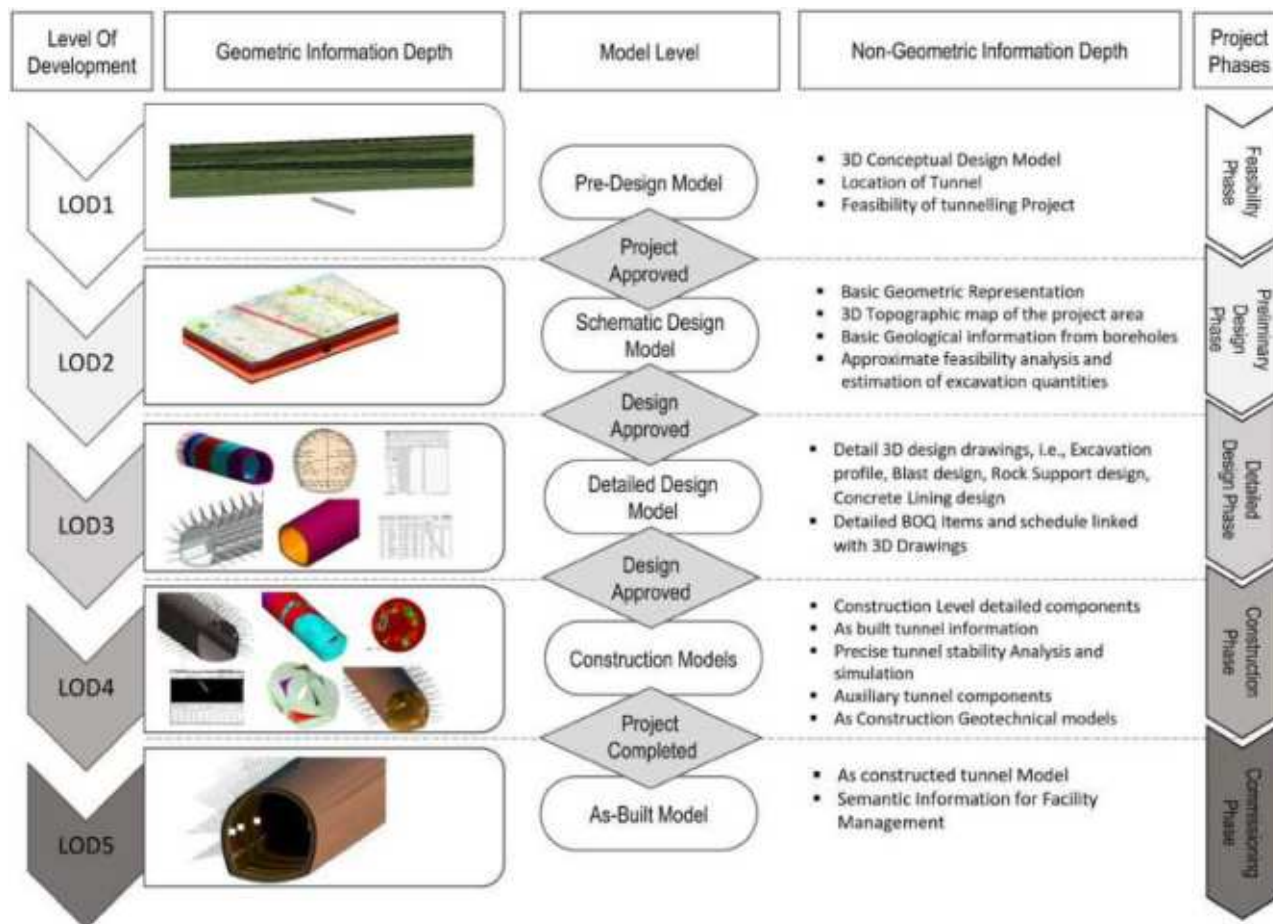 Level Of
Development
Geometric Information Depth
Model Level
Non-Geometric Information Depth
Project
Phases
LOD1
Pre-Design Model
▪ 3D Conceptual Design Model
▪ Location of Tunnel
▪ Feasibility of tunnelling Project
Feasibility
Phase
Project
Approved
LOD2
Schematic Design
Model
▪ Basic Geometric Representation
▪ 3D Topographic map of the project area
▪ Basic Geological information from boreholes
▪ Approximate feasibility analysis and
estimation of excavation quantities
Preliminary
Design
Phase
Design
Approved
LOD3
Detailed Design
Model
▪ Detail 3D design drawings, i.e., Excavation
profile, Blast design, Rock Support design,
Concrete Lining design
▪ Detailed BOQ Items and schedule linked
with 3D Drawings
Detailed
Design Phase
Design
Approved
LOD4
Construction Models
▪ Construction Level detailed components
▪ As built tunnel information
▪ Precise tunnel stability Analysis and
simulation
▪ Auxiliary tunnel components
▪ As Construction Geotechnical models
Construction
Phase
Project
Completed
LOD5
As-Built Model
▪ As constructed tunnel Model
▪ Semantic Information for Facility
Management
Commissioning
Phase